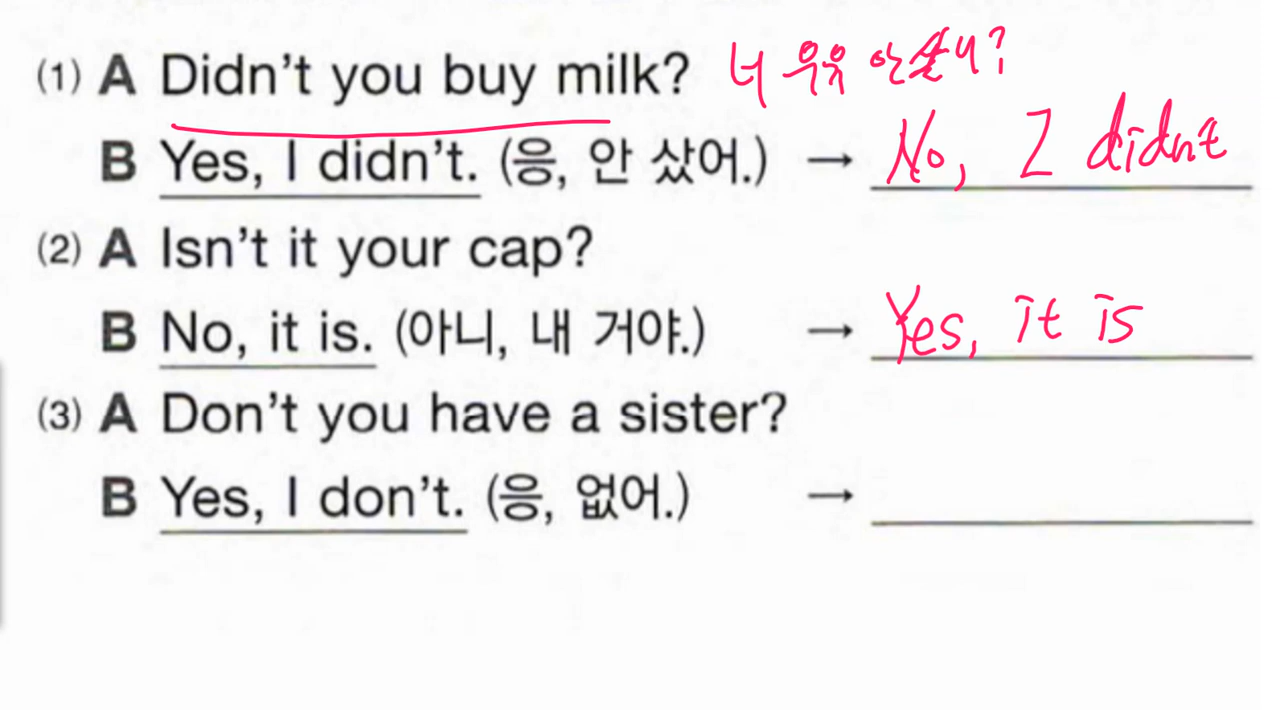 (1) A Didn't you buy milk? 너 우유 안 샀니?
B Yes, I didn't. (응, 안 샀어.) → No, I didnt
(2) A Isn't it your cap?
B No, it is. (아니, 내 거야.) → Yes, it is
(3) A Don't you have a sister?
B Yes, I don't. (응, 없어.) →